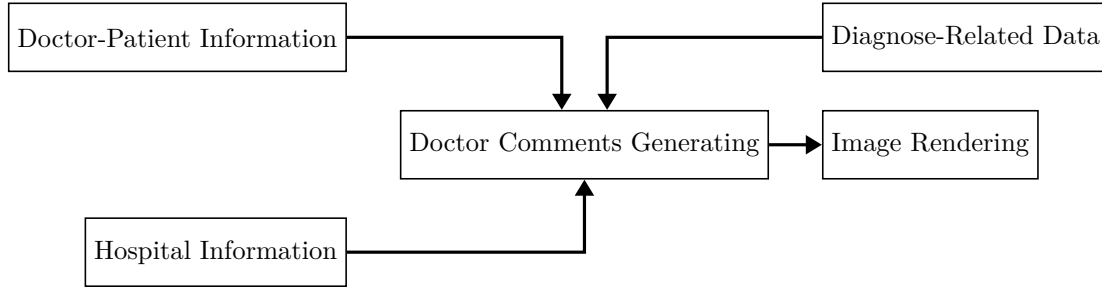 Doctor-Patient Information
Diagnose-Related Data
Doctor Comments Generating
Image Rendering
Hospital Information